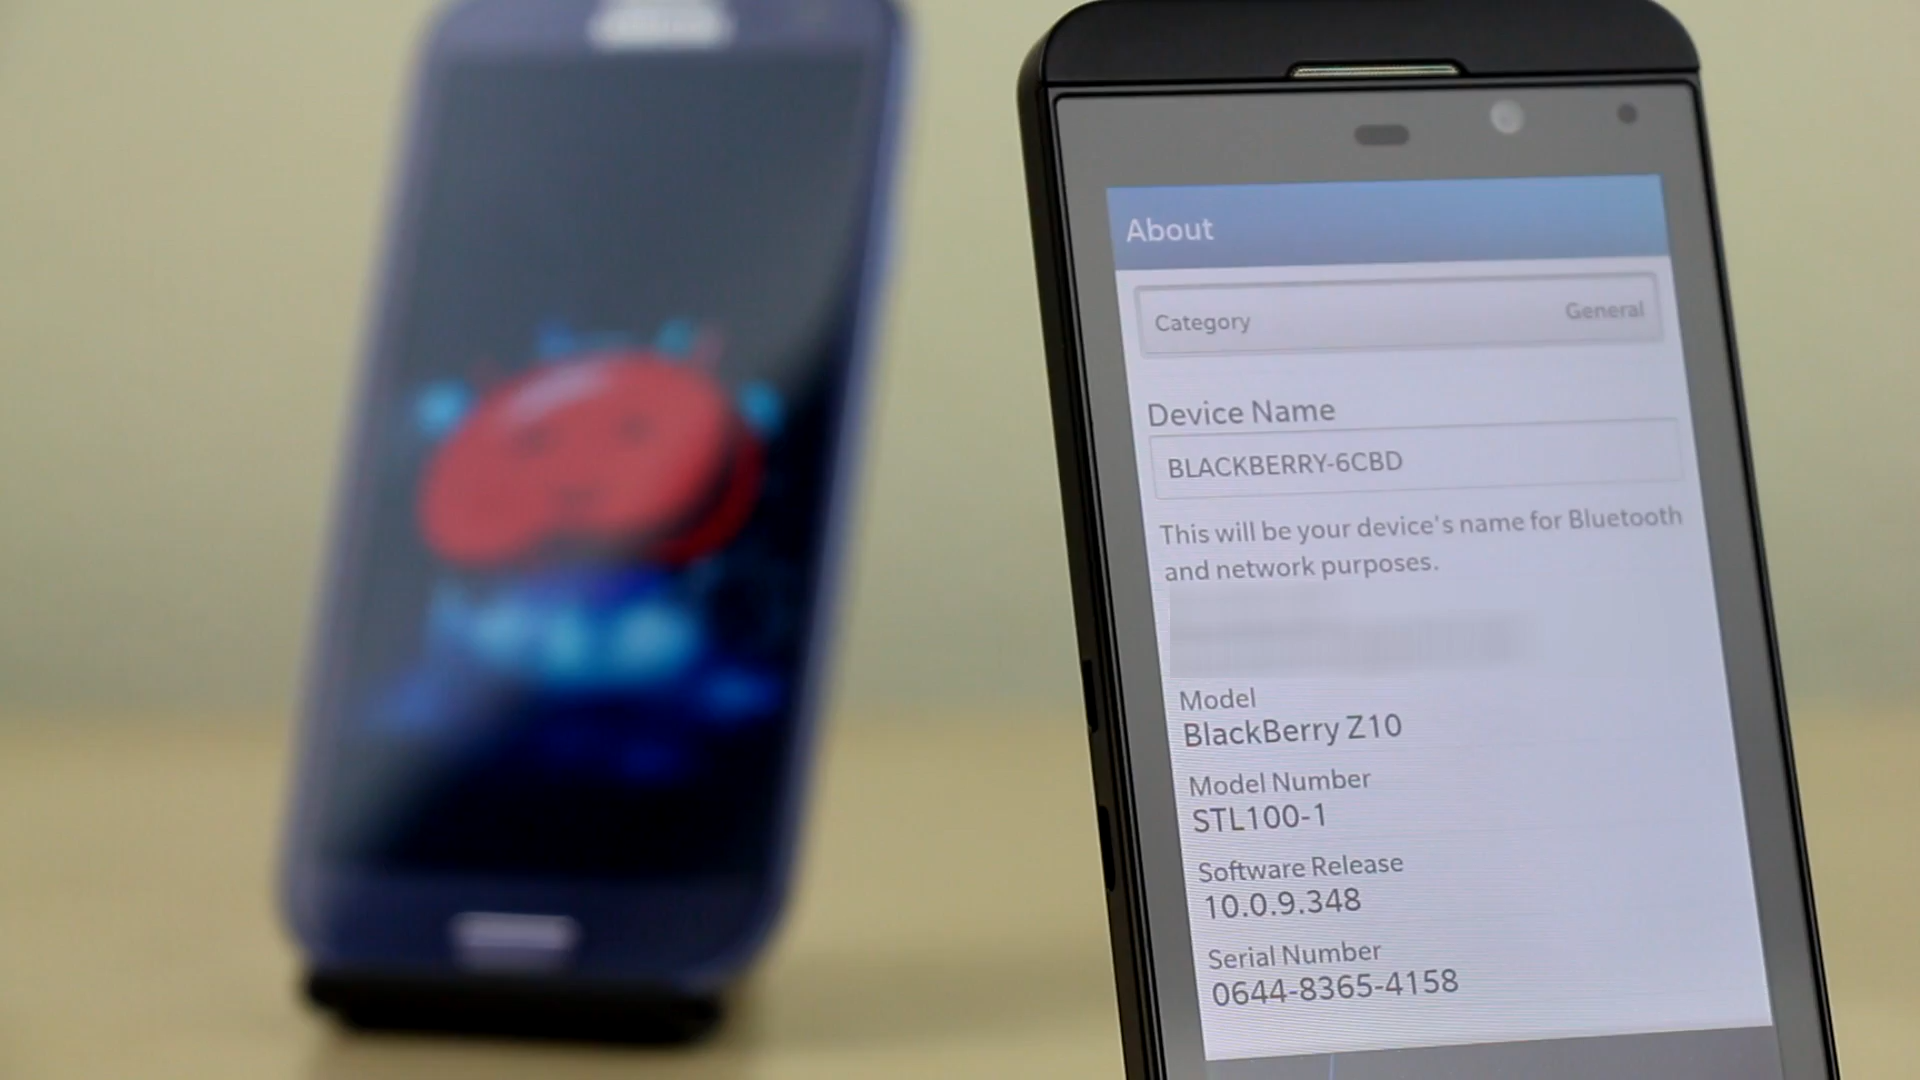 About
Category General
Device Name
BLACKBERRY-6CBD
This will be your device's name for Bluetooth
and network purposes.
Model
BlackBerry Z10
Model Number
STL100-1
Software Release
10.0.9.348
Serial Number
0644-8365-4158